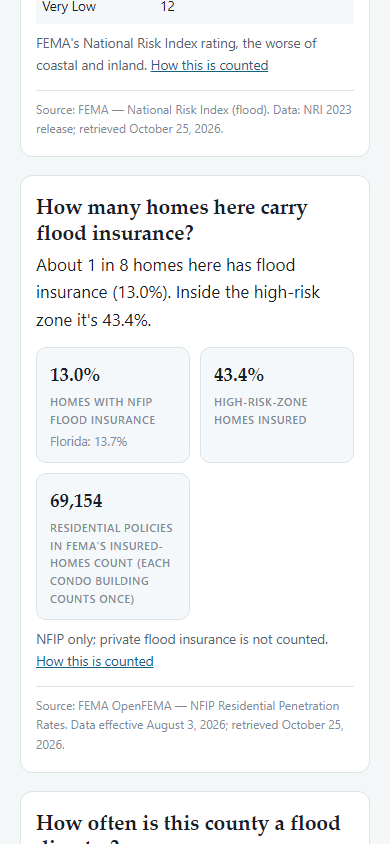 Very Low 12
FEMA's National Risk Index rating, the worse of
coastal and inland. How this is counted
Source: FEMA — National Risk Index (flood). Data: NRI 2023
release; retrieved October 25, 2026.
How many homes here carry
flood insurance?
About 1 in 8 homes here has flood
insurance (13.0%). Inside the high-risk
zone it's 43.4%.
13.0%
HOMES WITH NFIP
FLOOD INSURANCE
Florida: 13.7%
43.4%
HIGH-RISK-ZONE
HOMES INSURED
69,154
RESIDENTIAL POLICIES
IN FEMA'S INSURED-
HOMES COUNT (EACH
CONDO BUILDING
COUNTS ONCE)
NFIP only; private flood insurance is not counted.
How this is counted
Source: FEMA OpenFEMA — NFIP Residential Penetration
Rates. Data effective August 3, 2026; retrieved October 25,
2026.
How often is this county a flood